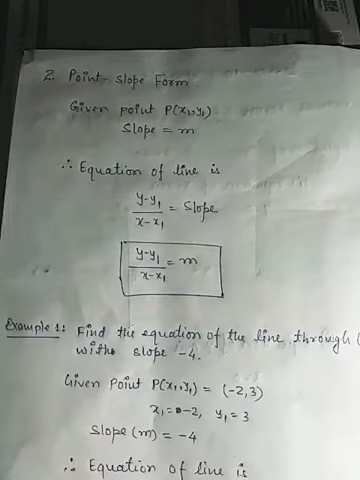 2. Point-Slope Form
Given point P(x₁,y₁)
Slope = m
∴ Equation of line is
y-y₁/x-x₁ = Slope
y-y₁/x-x₁ = m
Example 1: Find the equation of the line through (
with slope -4.
Given Point P(x₁,y₁) = (-2,3)
x₁=-2, y₁=3
Slope (m) = -4
∴ Equation of line is